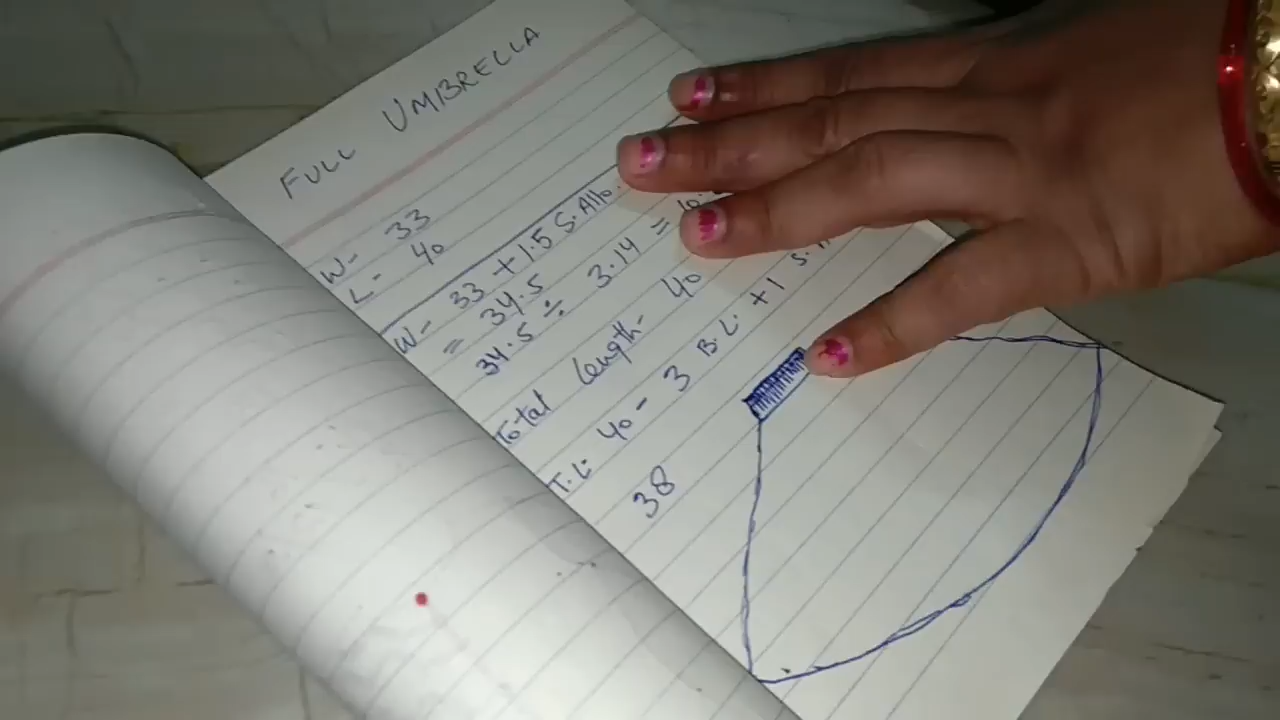 FULL UMBRELLA
W- 33
L- 40
W- 33 + 1.5 S. Allo.
= 34.5
34.5 ÷ 3.14 = 10.
Total length- 40
T.L. 40 - 3 B.L. + 1 S.
38